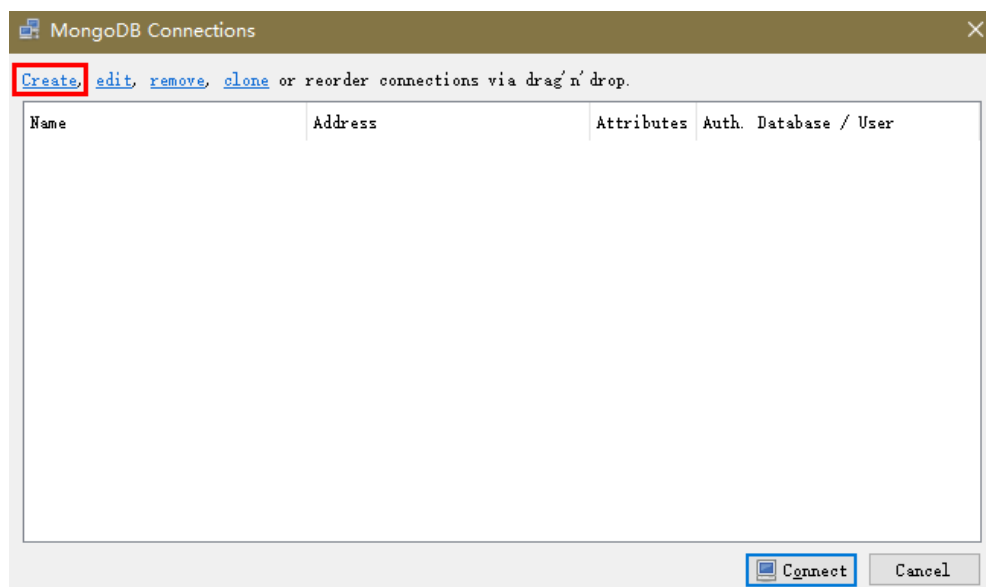 MongoDB Connections
Create, edit, remove, clone or reorder connections via drag'n'drop.
Name Address Attributes Auth. Database / User
Connect Cancel